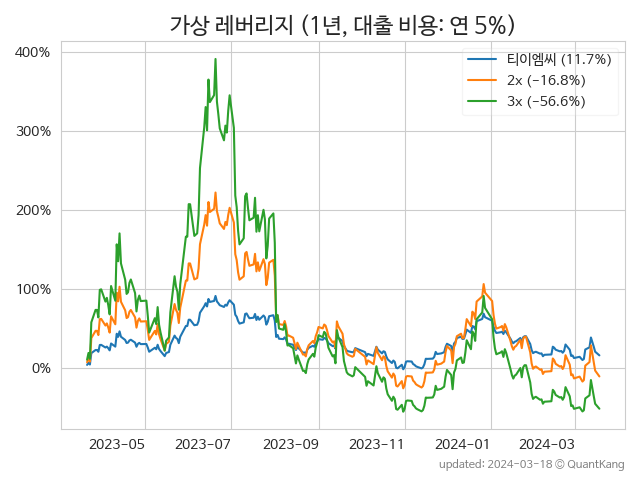 가상 레버리지 (1년, 대출 비용: 연 5%)
400%
300%
200%
100%
0%
티이엠씨 (11.7%)
2x (−16.8%)
3x (−56.6%)
2023-05
2023-07
2023-09
2023-11
2024-01
2024-03
updated: 2024-03-18 © QuantKang